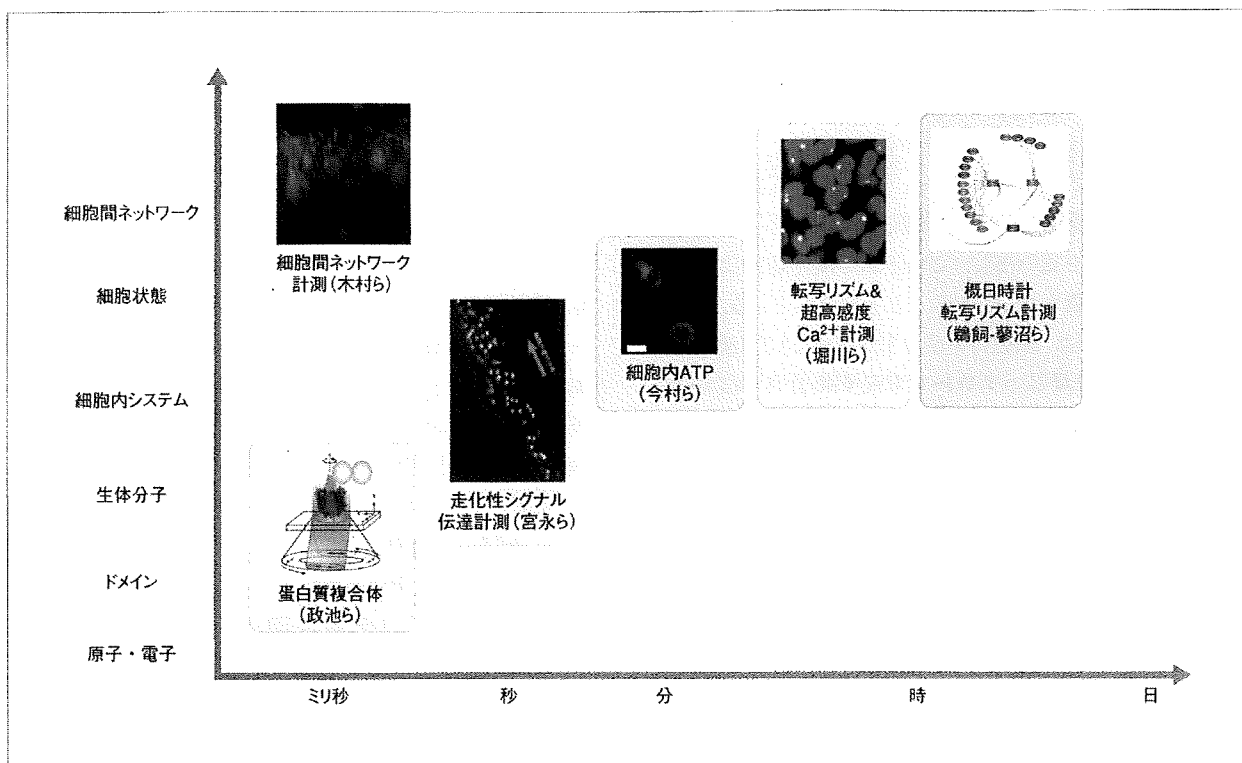 細胞間ネットワーク
細胞状態
細胞内システム
生体分子
ドメイン
原子・電子
細胞間ネットワーク
計測(木村ら)
蛋白質複合体
(政池ら)
走化性シグナル
伝達計測(宮永ら)
細胞内ATP
(今村ら)
転写リズム&
超高感度
Ca²⁺計測
(堀川ら)
概日時計
転写リズム計測
(鵜飼-蓼沼ら)
ミリ秒
秒
分
時
日